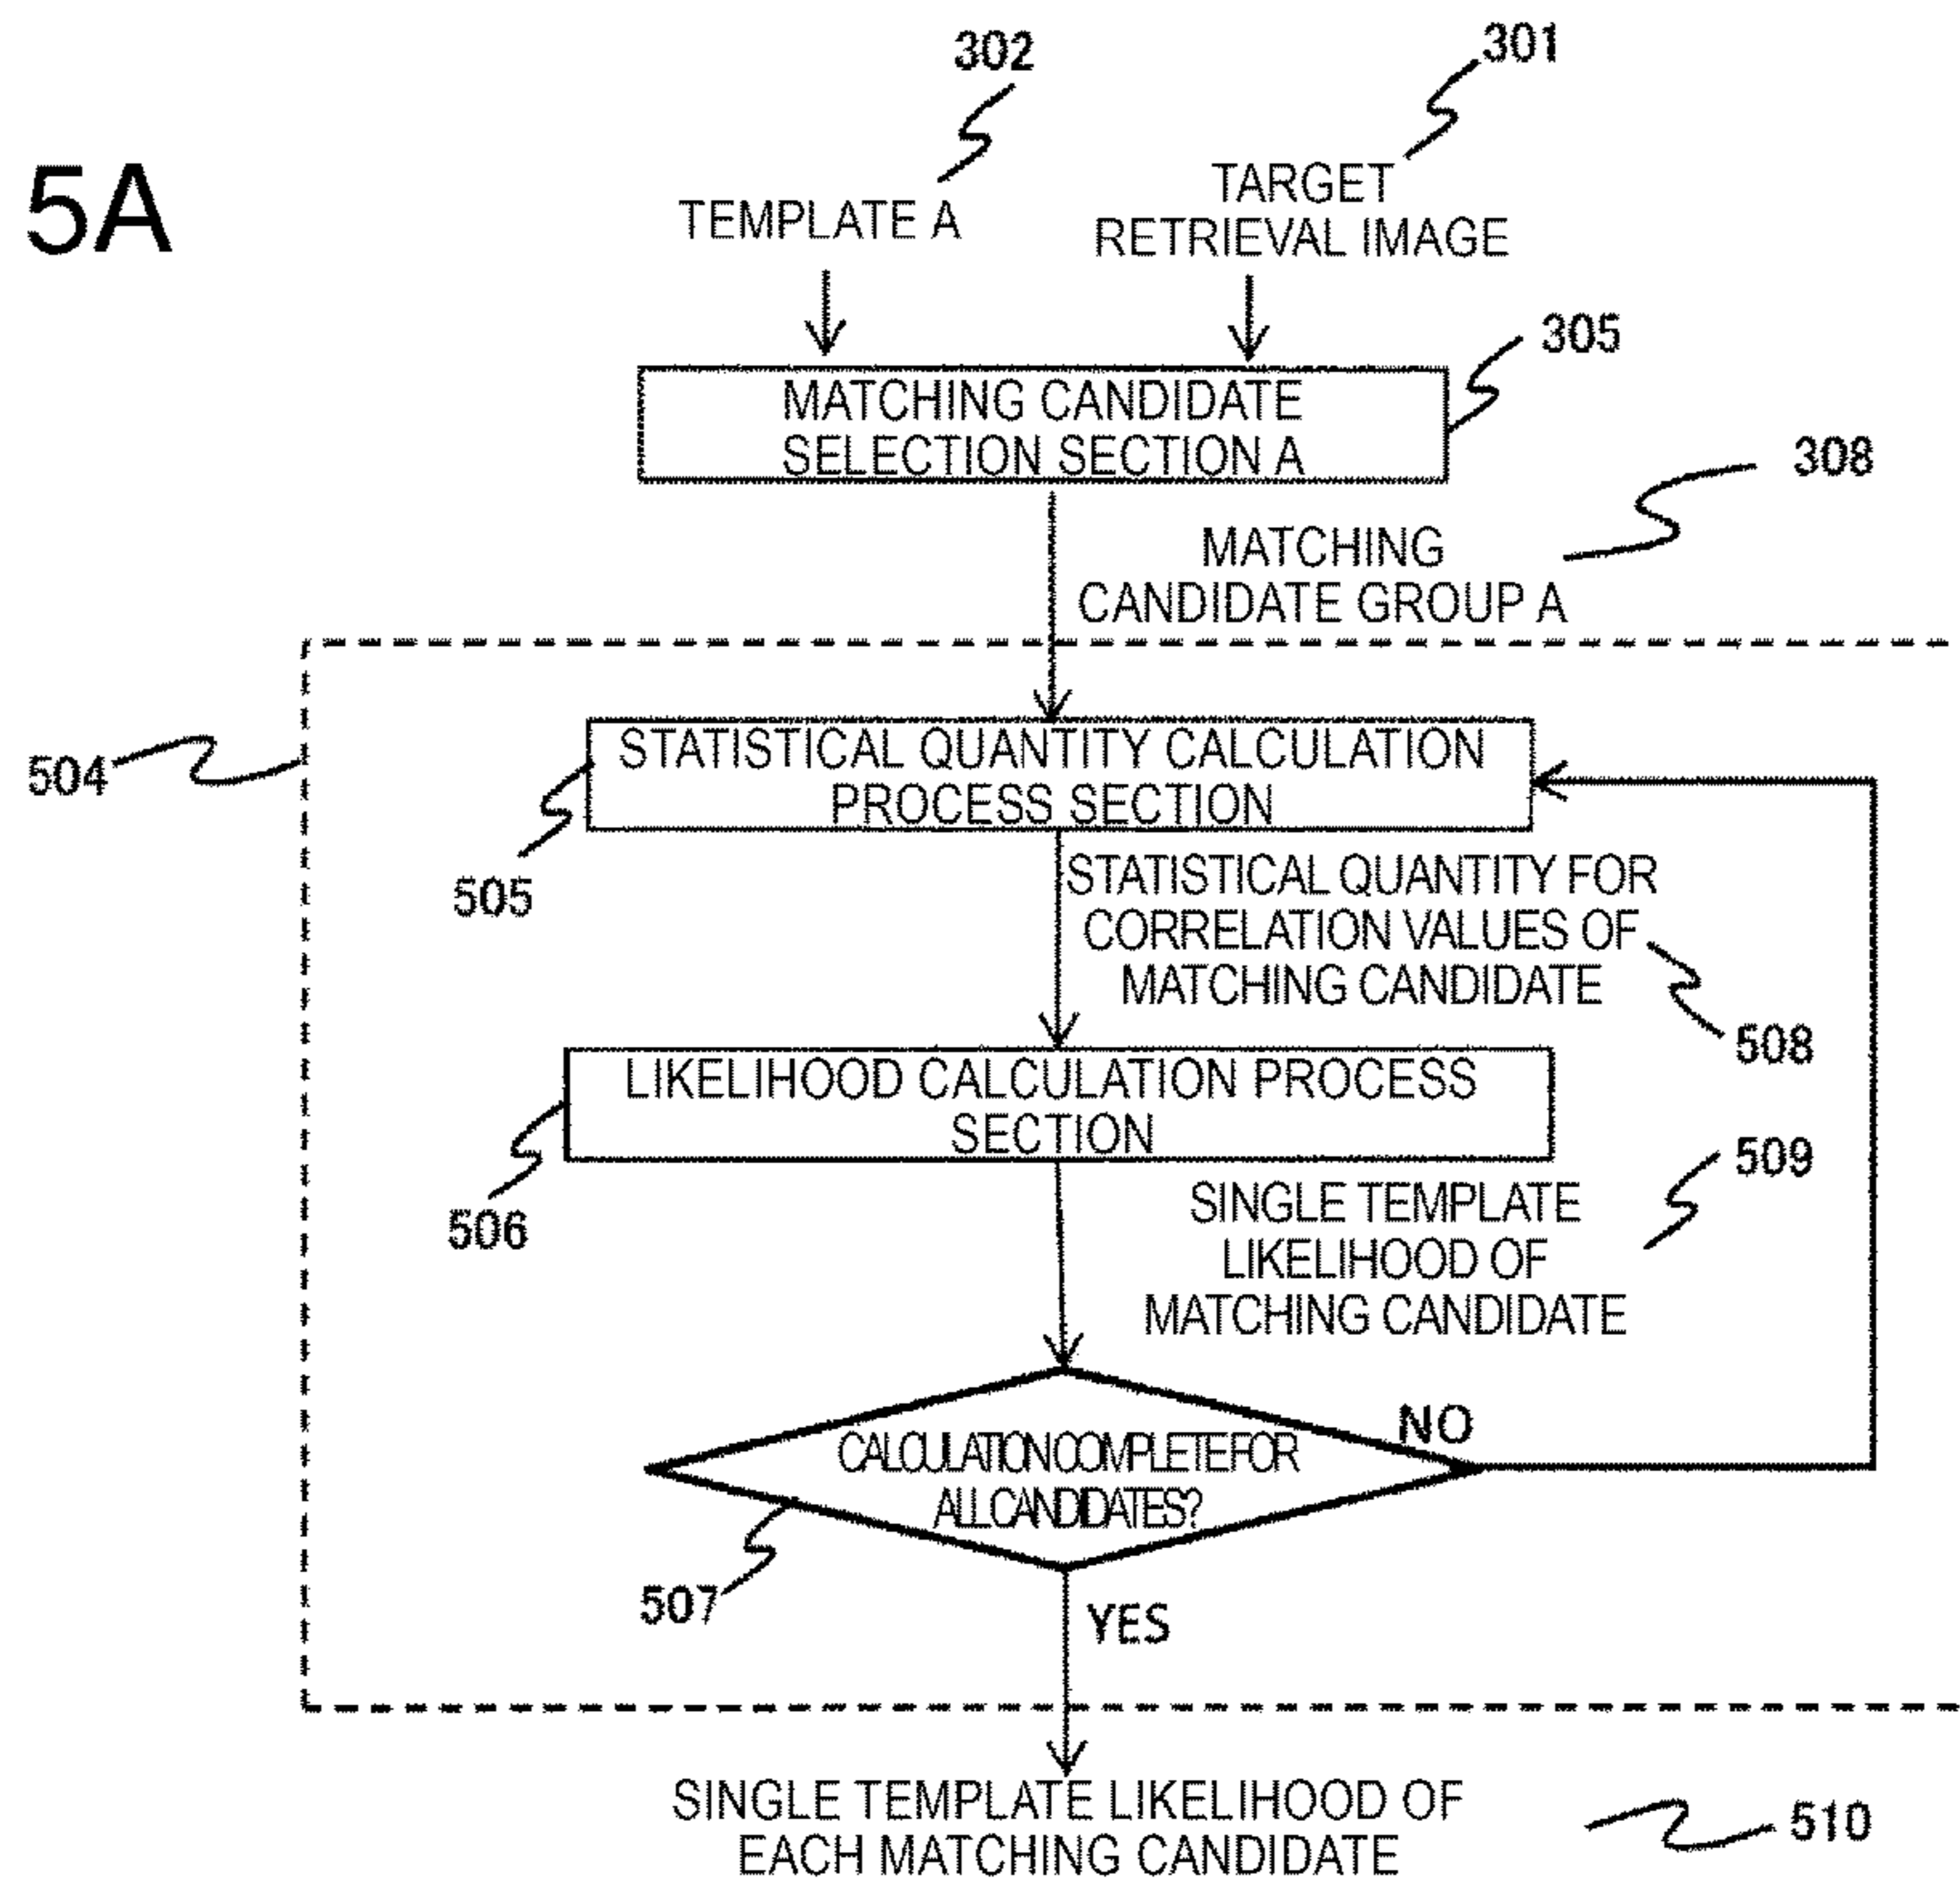 302
301
5A
TEMPLATE A
TARGET
RETRIEVAL IMAGE
305
MATCHING CANDIDATE
SELECTION SECTION A
308
MATCHING
CANDIDATE GROUP A
504
STATISTICAL QUANTITY CALCULATION
PROCESS SECTION
505
STATISTICAL QUANTITY FOR
CORRELATION VALUES OF
MATCHING CANDIDATE
508
LIKELIHOOD CALCULATION PROCESS
SECTION
506
509
SINGLE TEMPLATE
LIKELIHOOD OF
MATCHING CANDIDATE
NO
CALCULATION COMPLETE FOR
ALL CANDIDATES?
507
YES
SINGLE TEMPLATE LIKELIHOOD OF
EACH MATCHING CANDIDATE
510